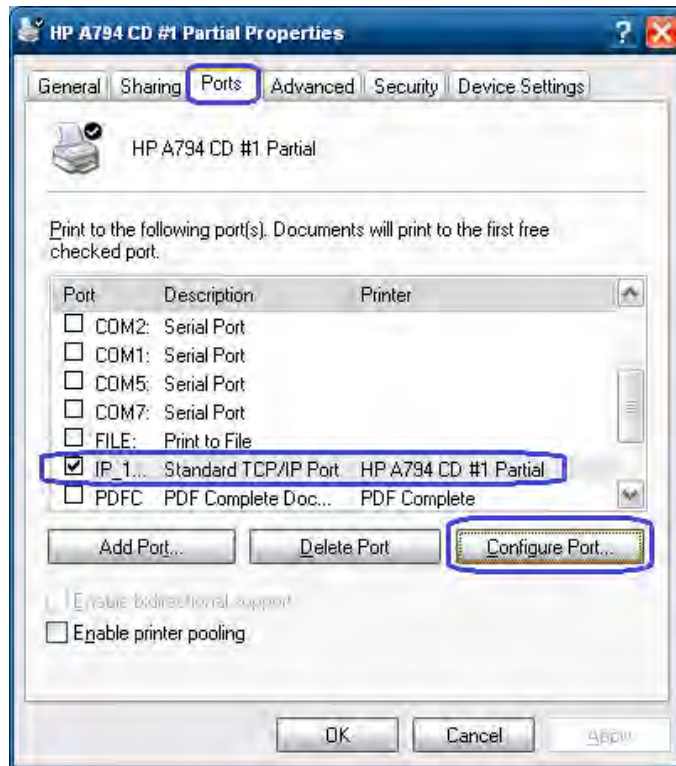 HP A794 CD #1 Partial Properties
General Sharing Ports Advanced Security Device Settings
HP A794 CD #1 Partial
Print to the following port(s). Documents will print to the first free
checked port.
Port Description Printer
COM2: Serial Port
COM1: Serial Port
COM5: Serial Port
COM7: Serial Port
FILE: Print to File
IP_1... Standard TCP/IP Port HP A794 CD #1 Partial
PDFC PDF Complete Doc... PDF Complete
Add Port... Delete Port Configure Port...
Enable bidirectional support
Enable printer pooling
OK Cancel Apply